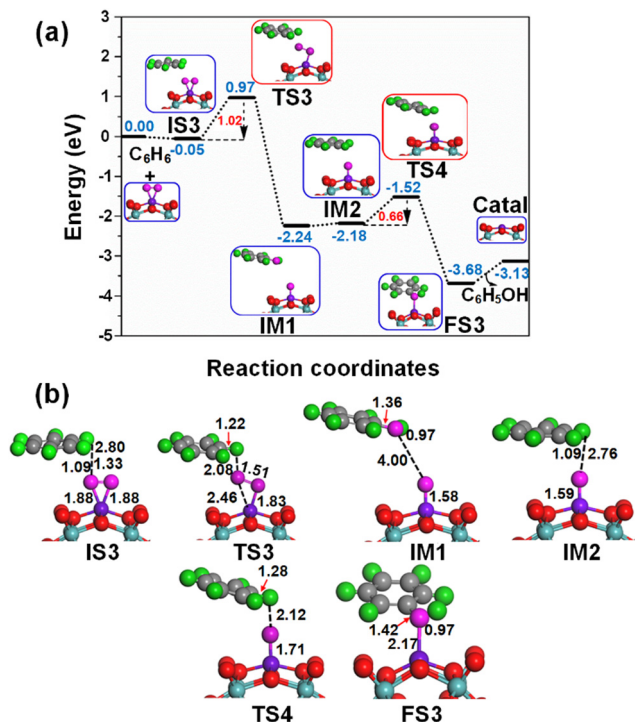 (a)
Energy (eV)
4
3
2
1
0
-1
-2
-3
-4
-5
0.00
C6H6
+
IS3
-0.05
0.97
TS3
1.02
-2.24
IM1
IM2
-2.18
-1.52
TS4
0.66
-3.68
FS3
C6H5OH
Catal
-3.13
Reaction coordinates
(b)
2.80
1.09
1.33
1.88
1.88
IS3
1.22
2.08
1.51
2.46
1.83
TS3
1.36
0.97
4.00
1.58
IM1
1.09
2.76
1.59
IM2
1.28
2.12
1.71
TS4
1.42
0.97
2.17
FS3